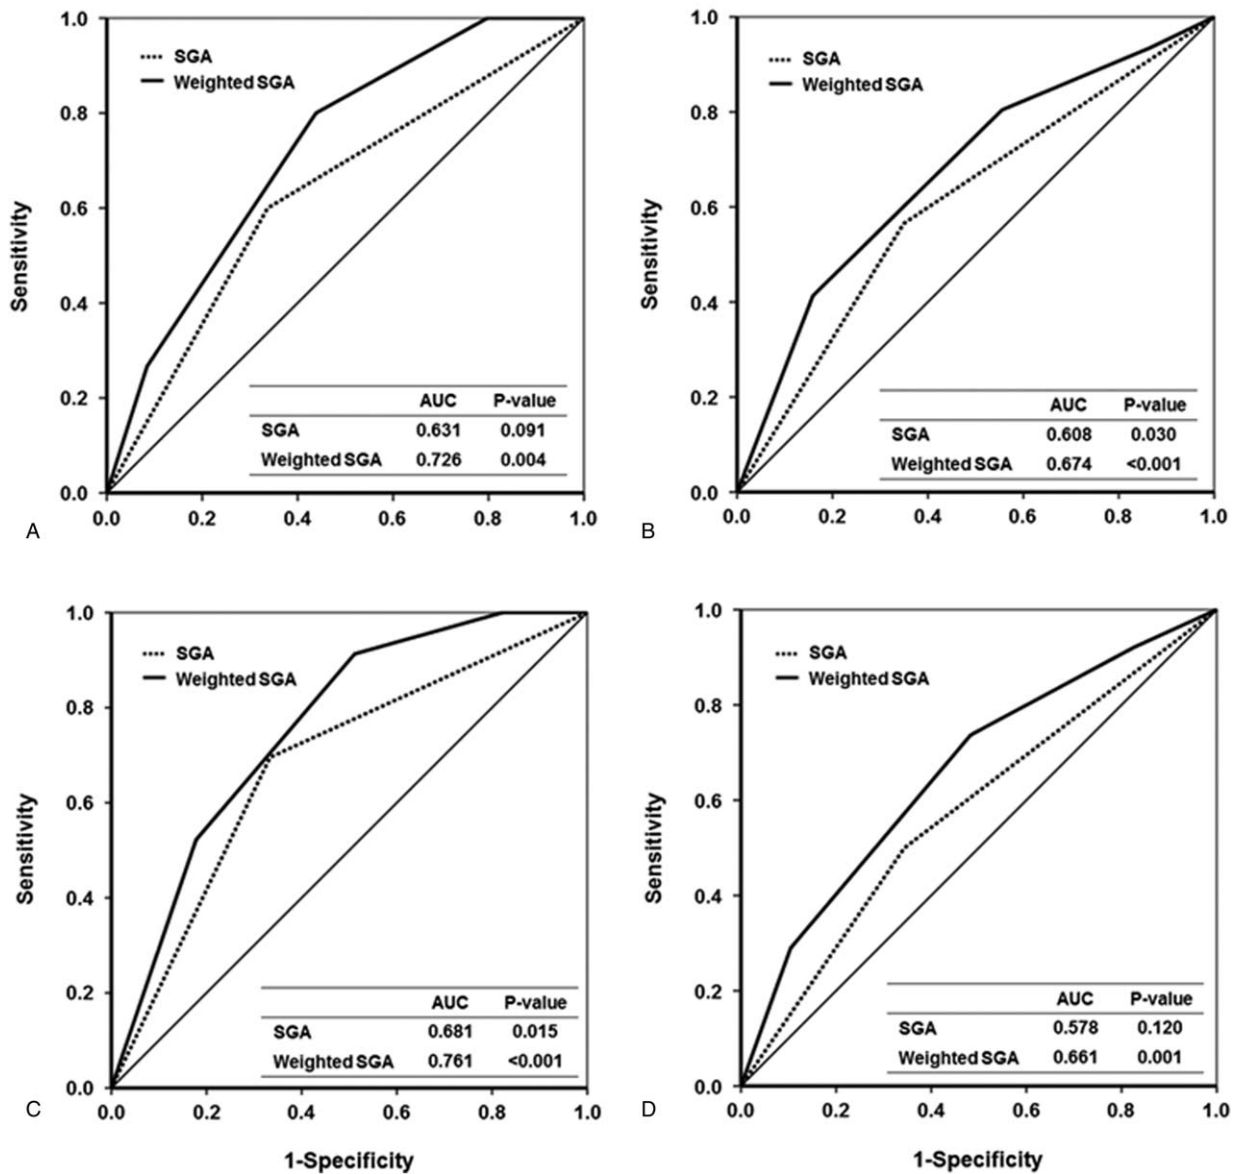 1.0
SGA
Weighted SGA
0.8
0.6
Sensitivity
0.4
AUC P-value
0.2
SGA 0.631 0.091
Weighted SGA 0.726 0.004
0.0
0.0 0.2 0.4 0.6 0.8 1.0
A
1.0
SGA
Weighted SGA
0.8
0.6
Sensitivity
0.4
AUC P-value
0.2
SGA 0.608 0.030
Weighted SGA 0.674 <0.001
0.0
0.0 0.2 0.4 0.6 0.8 1.0
B
1.0
SGA
Weighted SGA
0.8
0.6
Sensitivity
0.4
0.2
AUC P-value
SGA 0.681 0.015
Weighted SGA 0.761 <0.001
0.0
0.0 0.2 0.4 0.6 0.8 1.0
C
1-Specificity
1.0
SGA
Weighted SGA
0.8
0.6
Sensitivity
0.4
0.2
AUC P-value
SGA 0.578 0.120
Weighted SGA 0.661 0.001
0.0
0.0 0.2 0.4 0.6 0.8 1.0
D
1-Specificity